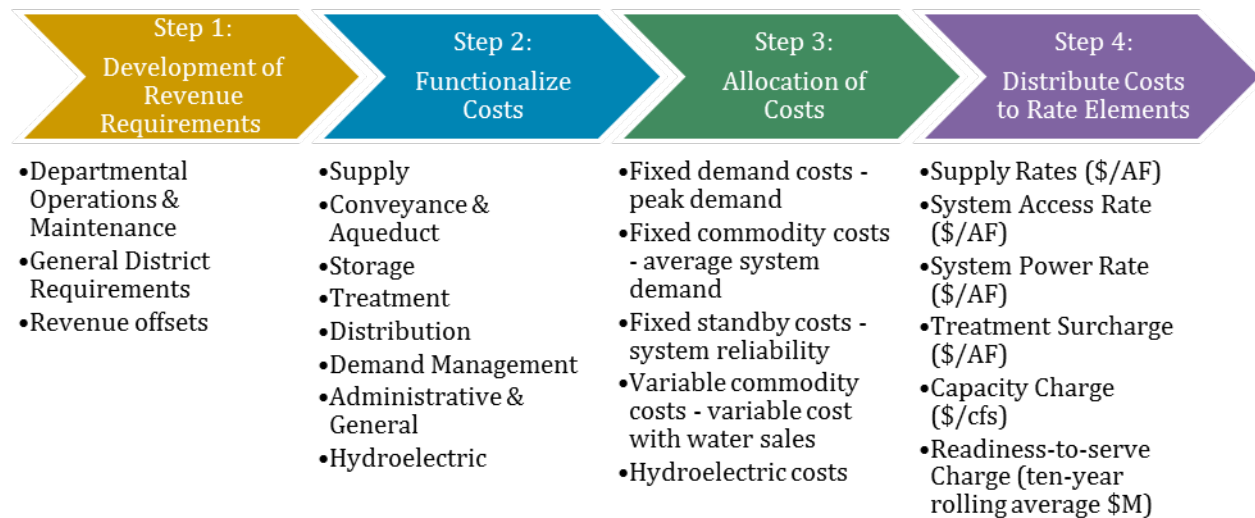 Step 1:
Development of
Revenue
Requirements
•Departmental
Operations &
Maintenance
•General District
Requirements
•Revenue offsets
Step 2:
Functionalize
Costs
•Supply
•Conveyance &
Aqueduct
•Storage
•Treatment
•Distribution
•Demand Management
•Administrative &
General
•Hydroelectric
Step 3:
Allocation of
Costs
•Fixed demand costs -
peak demand
•Fixed commodity costs
- average system
demand
•Fixed standby costs -
system reliability
•Variable commodity
costs - variable cost
with water sales
•Hydroelectric costs
Step 4:
Distribute Costs
to Rate Elements
•Supply Rates ($/AF)
•System Access Rate
($/AF)
•System Power Rate
($/AF)
•Treatment Surcharge
($/AF)
•Capacity Charge
($/cfs)
•Readiness-to-serve
Charge (ten-year
rolling average $M)